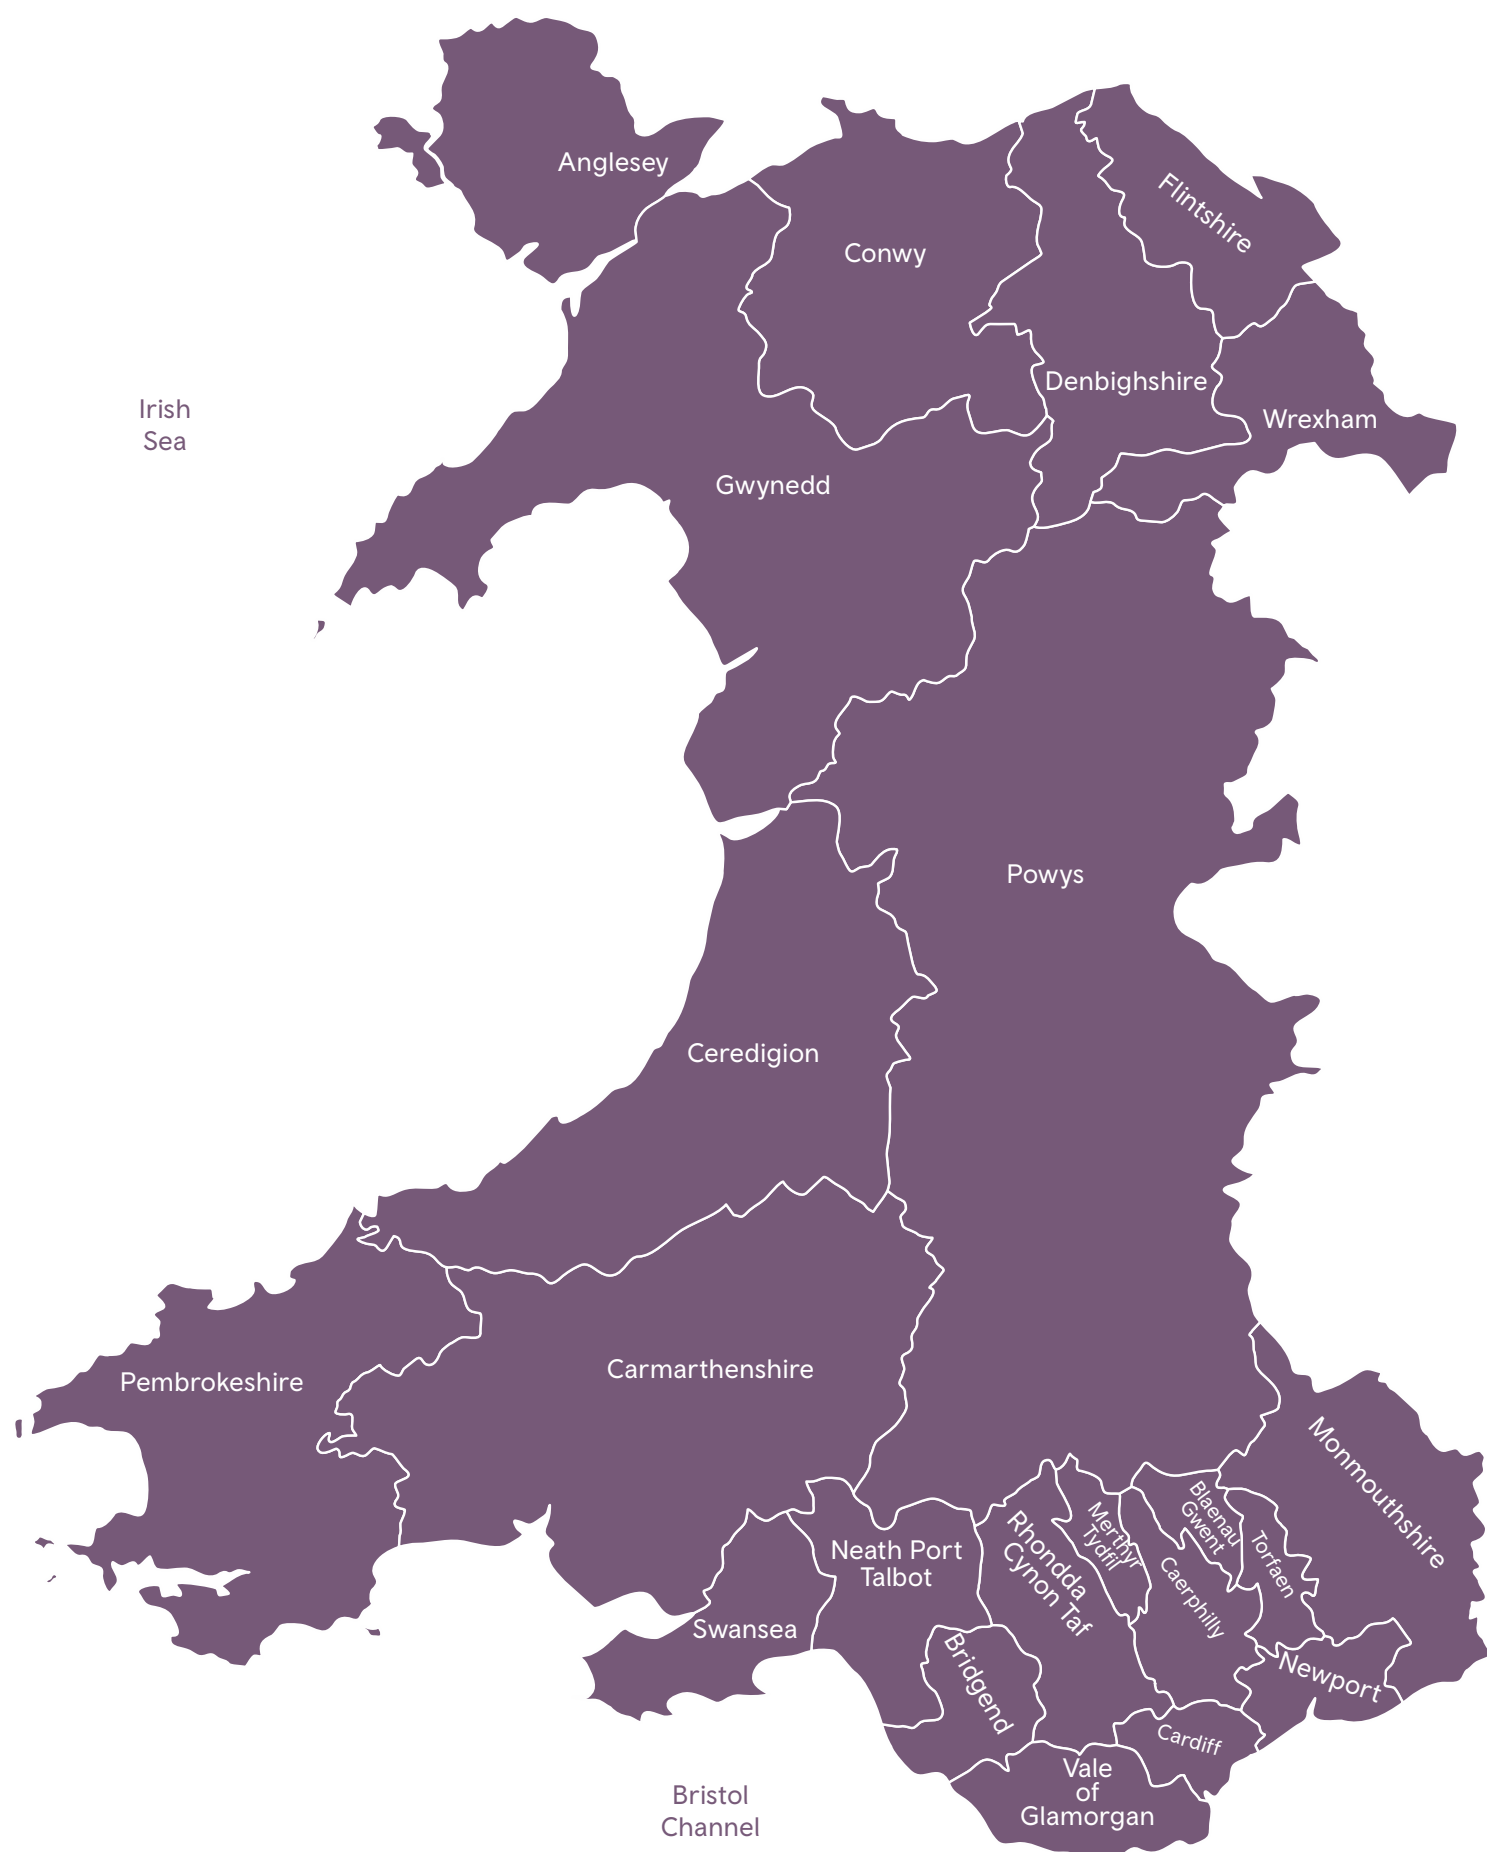 Anglesey
Flintshire
Conwy
Denbighshire
Irish
Sea
Wrexham
Gwynedd
Powys
Ceredigion
Carmarthenshire
Pembrokeshire
Monmouthshire
Blaenau
Gwent
Merthyr
Tydfil
Rhondda
Cynon Taf
Torfaen
Neath Port
Talbot
Caerphilly
Swansea
Bridgend
Newport
Cardiff
Vale
of
Glamorgan
Bristol
Channel